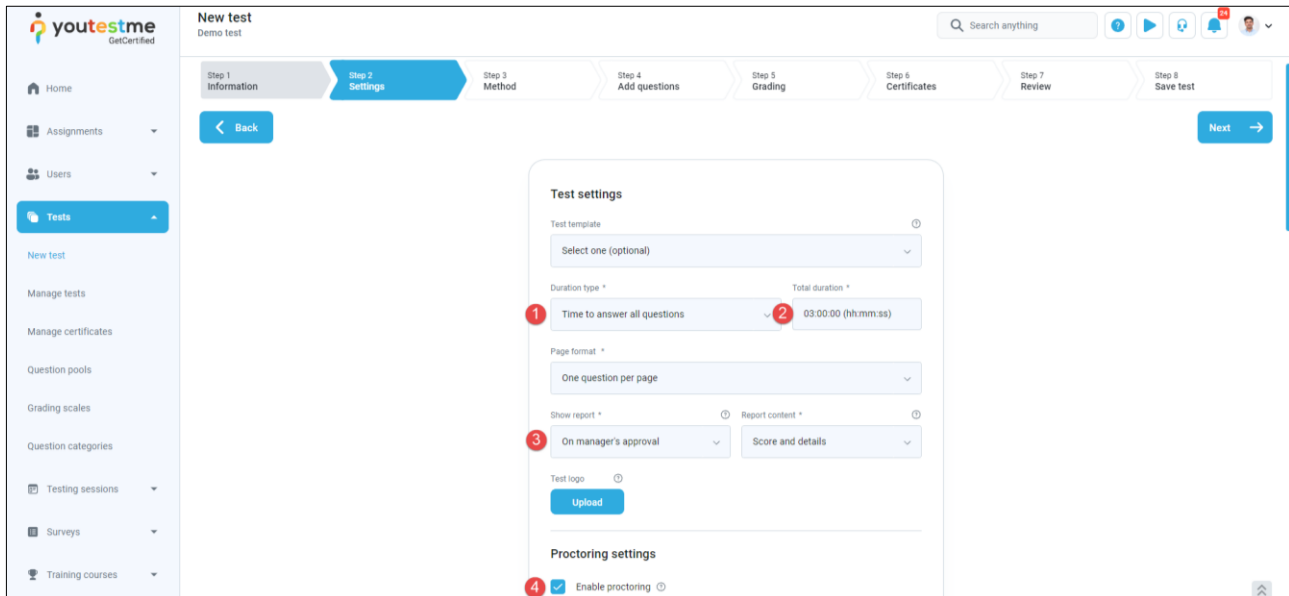 youtestme
GetCertified
New test
Demo test
Search anything
?
24
Home
Assignments
Users
Tests
New test
Manage tests
Manage certificates
Question pools
Grading scales
Question categories
Testing sessions
Surveys
Training courses
Step 1
Information
Step 2
Settings
Step 3
Method
Step 4
Add questions
Step 5
Grading
Step 6
Certificates
Step 7
Review
Step 8
Save test
Back
Next
Test settings
Test template ?
Select one (optional)
Duration type * Total duration *
1 Time to answer all questions 2 03:00:00 (hh:mm:ss)
Page format *
One question per page
Show report * ? Report content * ?
3 On manager's approval Score and details
Test logo ?
Upload
Proctoring settings
4 Enable proctoring ?